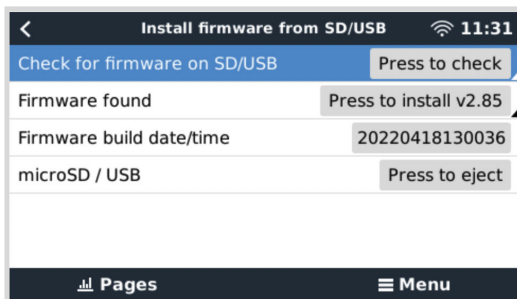 Install firmware from SD/USB 11:31
Check for firmware on SD/USB Press to check
Firmware found Press to install v2.85
Firmware build date/time 20220418130036
microSD / USB Press to eject
Pages Menu